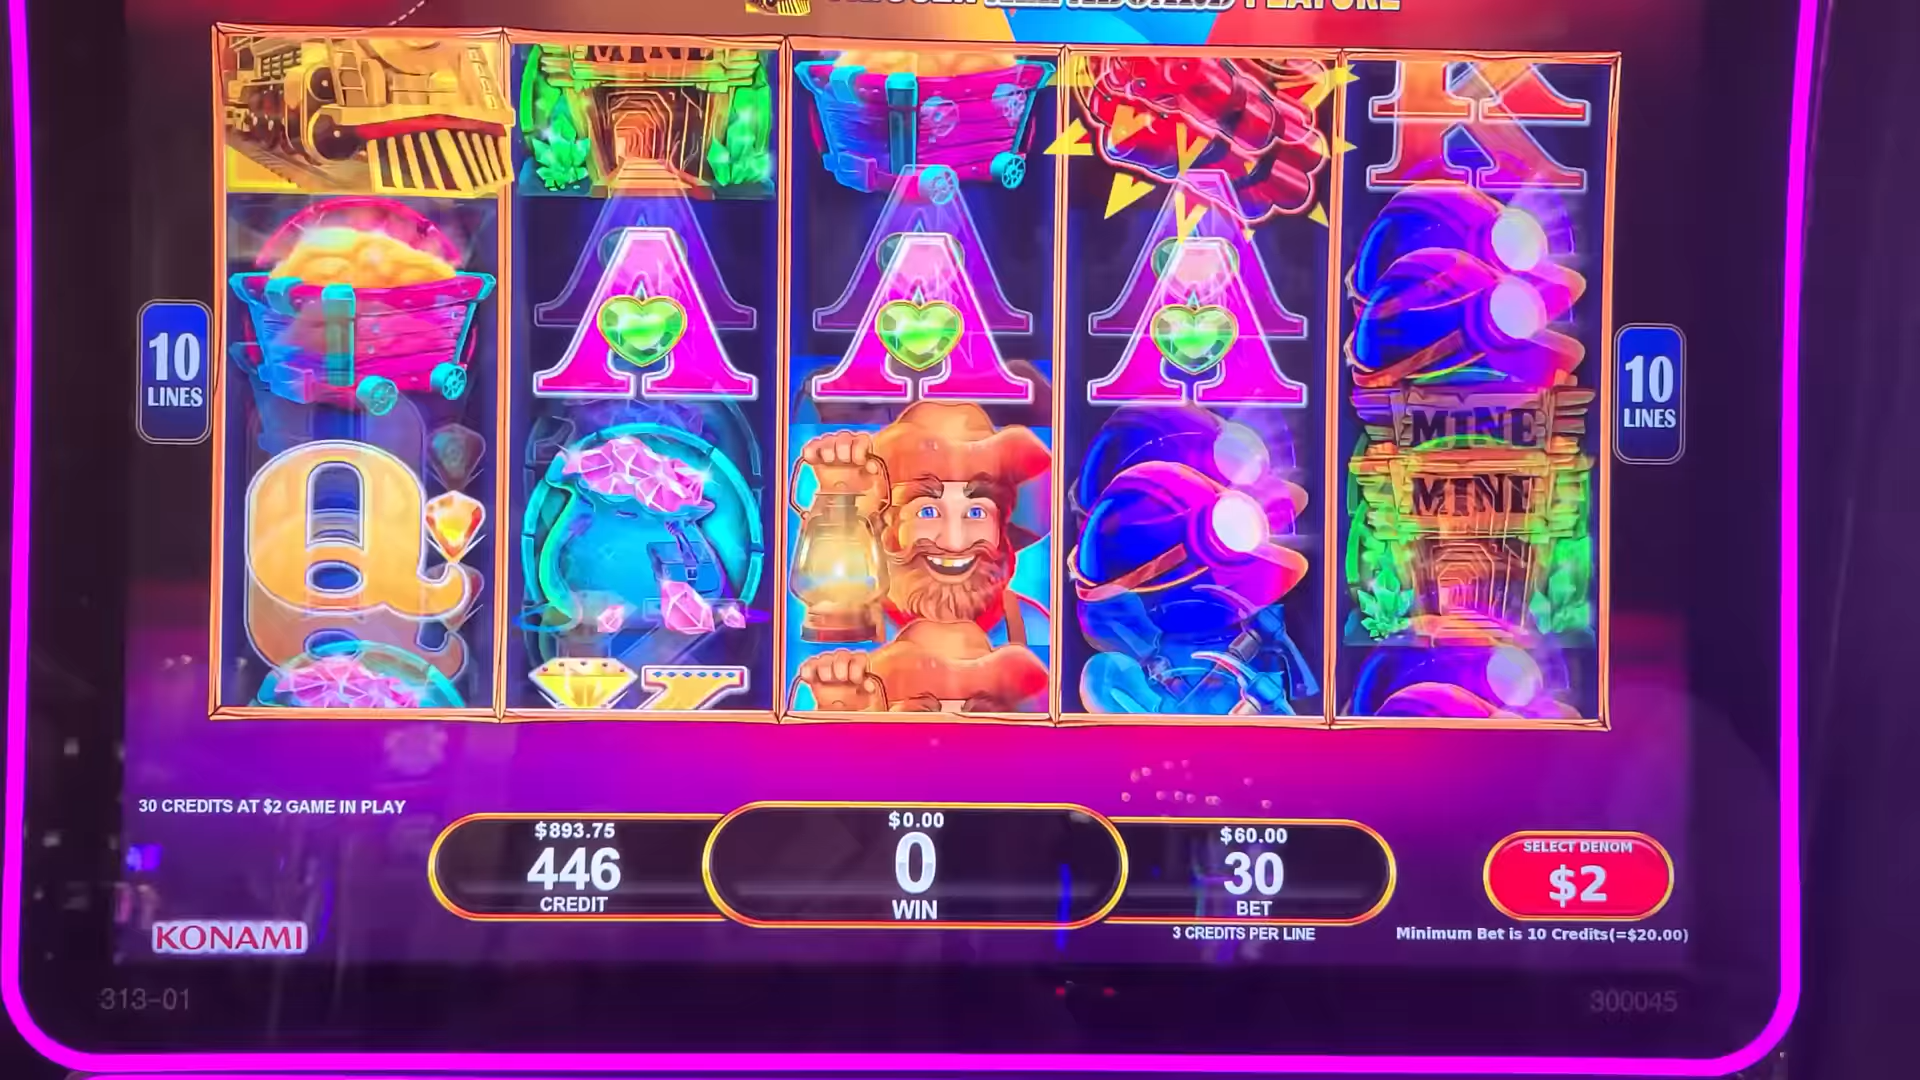 FEATURE
MINE
K
A
A
A
10
LINES
10
LINES
MINE
MINE
Q
30 CREDITS AT $2 GAME IN PLAY
$893.75
446
CREDIT
$0.00
0
WIN
$60.00
30
BET
3 CREDITS PER LINE
SELECT DENOM
$2
Minimum Bet is 10 Credits(=$20.00)
KONAMI
313-01
300045